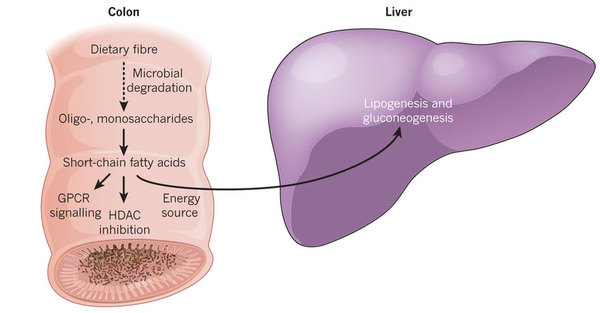 Colon
Liver
Dietary fibre
Microbial
degradation
Oligo-, monosaccharides
Short-chain fatty acids
GPCR
signalling
HDAC
inhibition
Energy
source
Lipogenesis and
gluconeogenesis